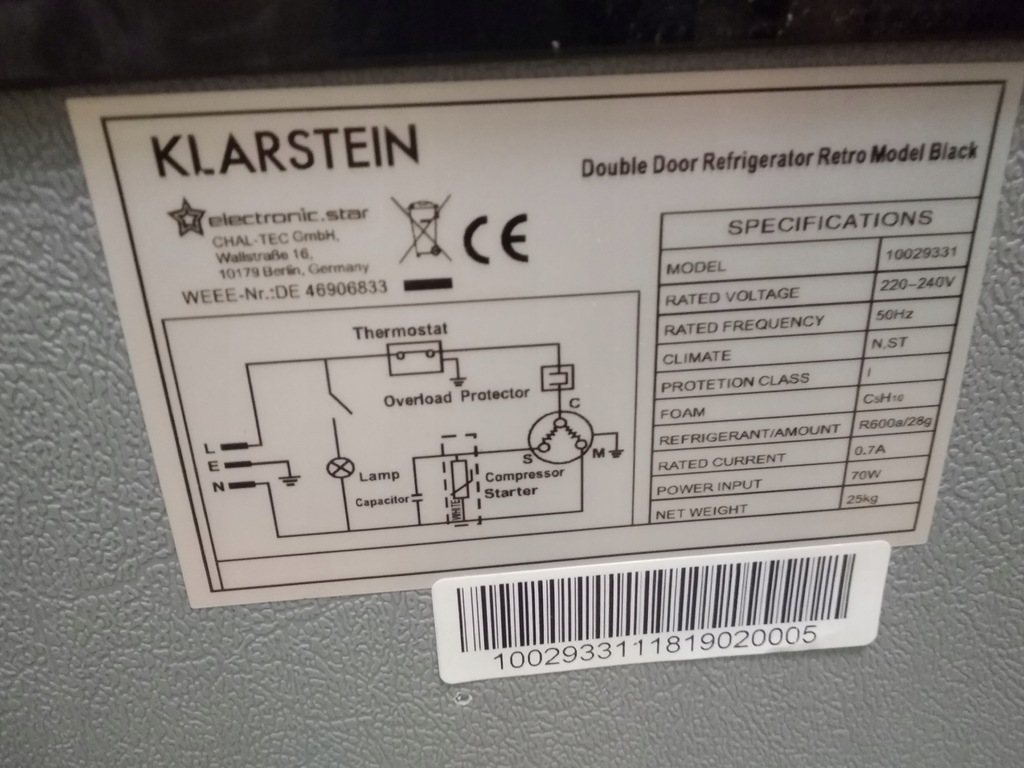 KLARSTEIN
Double Door Refrigerator Retro Model Black
electronic.star
CHAL-TEC GmbH,
Wallstraße 16,
10179 Berlin, Germany
WEEE-Nr.:DE 46906833
CE
SPECIFICATIONS
MODEL 10029331
RATED VOLTAGE 220-240V
RATED FREQUENCY 50Hz
CLIMATE N,ST
PROTETION CLASS I
FOAM C5H10
REFRIGERANT/AMOUNT R600a/28g
RATED CURRENT 0.7A
POWER INPUT 70W
NET WEIGHT 25kg
Thermostat
Overload Protector
C
L
E
N
Lamp
S
M
Capacitor
Compressor
Starter
WHITE
1002933111819020005